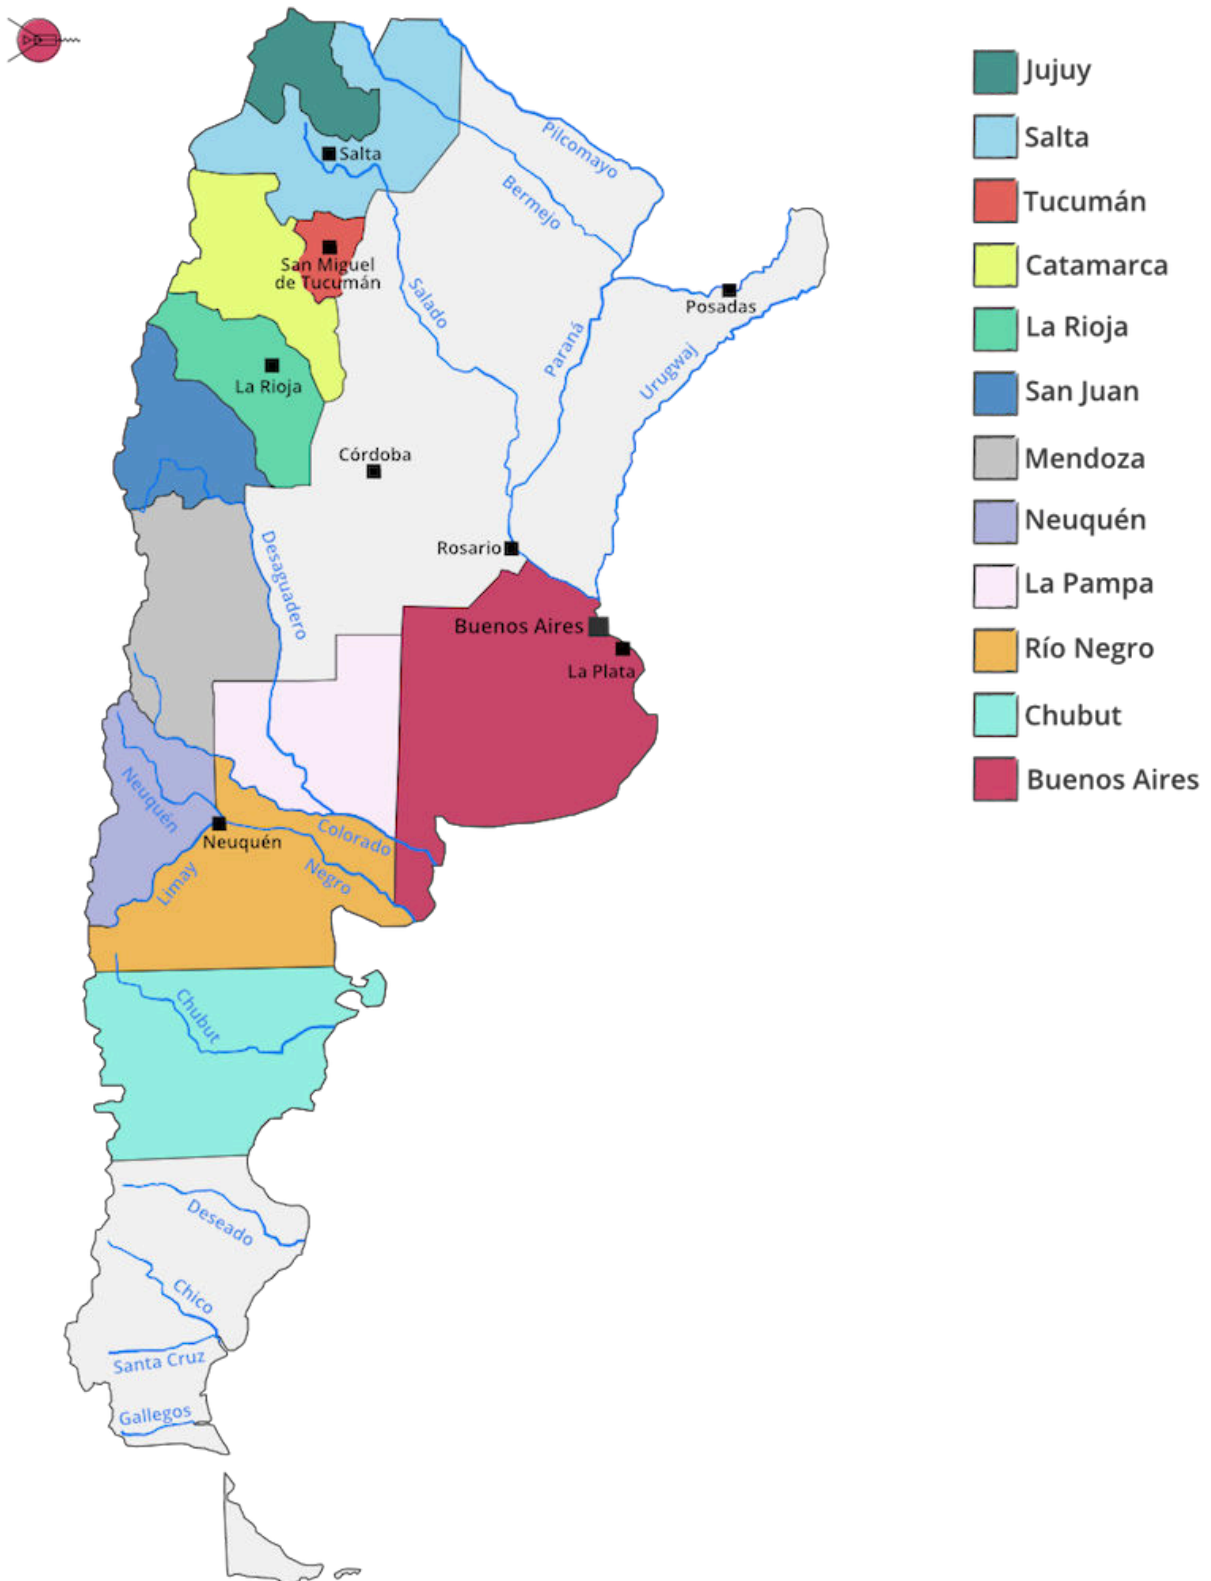 Jujuy
Salta
Tucumán
Catamarca
La Rioja
San Juan
Mendoza
Neuquén
La Pampa
Río Negro
Chubut
Buenos Aires
Pilcomayo
Salta
Bermejo
San Miguel
de Tucumán
Salado
Posadas
Paraná
Urugwaj
La Rioja
Córdoba
Rosario
Desaguadero
Buenos Aires
La Plata
Neuquén
Colorado
Neuquén
Limay
Negro
Chubut
Deseado
Chico
Santa Cruz
Gallegos